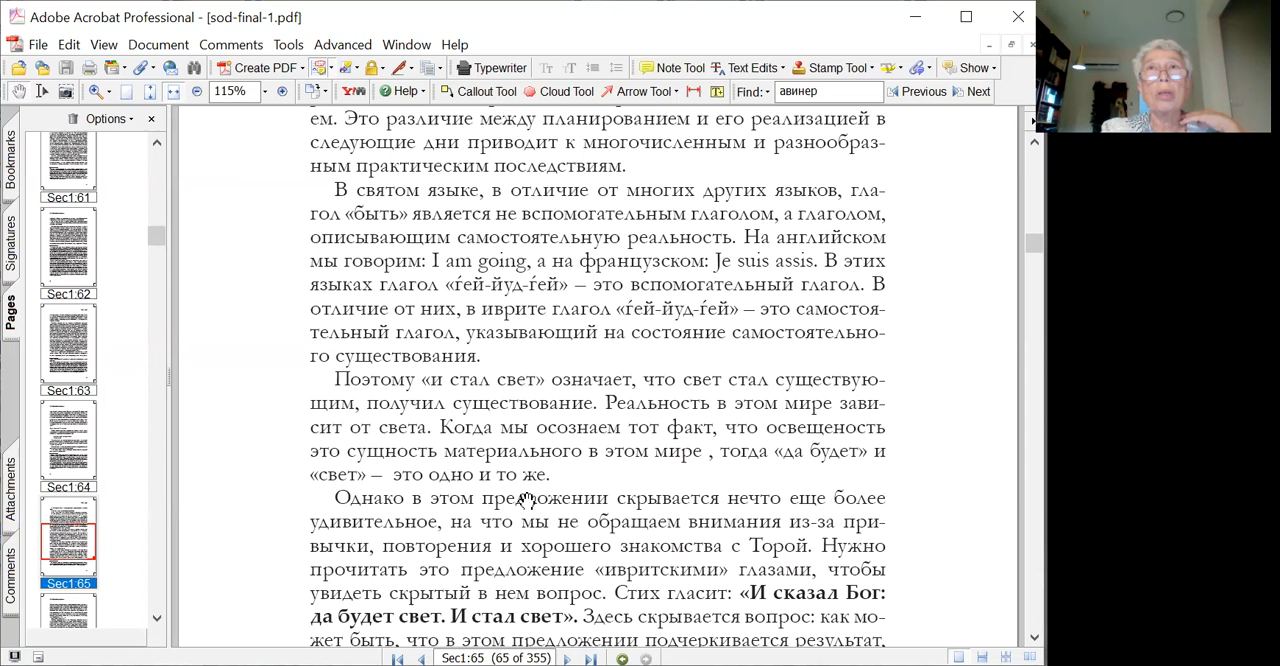 Adobe Acrobat Professional - [sod-final-1.pdf]
File Edit View Document Comments Tools Advanced Window Help
Create PDF Typewriter Note Tool Text Edits Stamp Tool Show
115% Y!N Help Callout Tool Cloud Tool Arrow Tool Find: авинер Previous Next
Options
Bookmarks
Signatures
Pages
Attachments
Comments
Sec1:61
Sec1:62
Sec1:63
Sec1:64
Sec1:65
ем. Это различие между планированием и его реализацией в
следующие дни приводит к многочисленным и разнообраз-
ным практическим последствиям.
В святом языке, в отличие от многих других языков, гла-
гол «быть» является не вспомогательным глаголом, а глаголом,
описывающим самостоятельную реальность. На английском
мы говорим: I am going, а на французском: Je suis assis. В этих
языках глагол «ѓей-йуд-ѓей» – это вспомогательный глагол. В
отличие от них, в иврите глагол «ѓей-йуд-ѓей» – это самостоя-
тельный глагол, указывающий на состояние самостоятельно-
го существования.
Поэтому «и стал свет» означает, что свет стал существую-
щим, получил существование. Реальность в этом мире зави-
сит от света. Когда мы осознаем тот факт, что освещеность
это сущность материального в этом мире , тогда «да будет» и
«свет» – это одно и то же.
Однако в этом предложении скрывается нечто еще более
удивительное, на что мы не обращаем внимания из-за при-
вычки, повторения и хорошего знакомства с Торой. Нужно
прочитать это предложение «ивритскими» глазами, чтобы
увидеть скрытый в нем вопрос. Стих гласит: «И сказал Бог:
да будет свет. И стал свет». Здесь скрывается вопрос: как мо-
жет быть, что в этом предложении подчеркивается результат,
Sec1:65 (65 of 355)